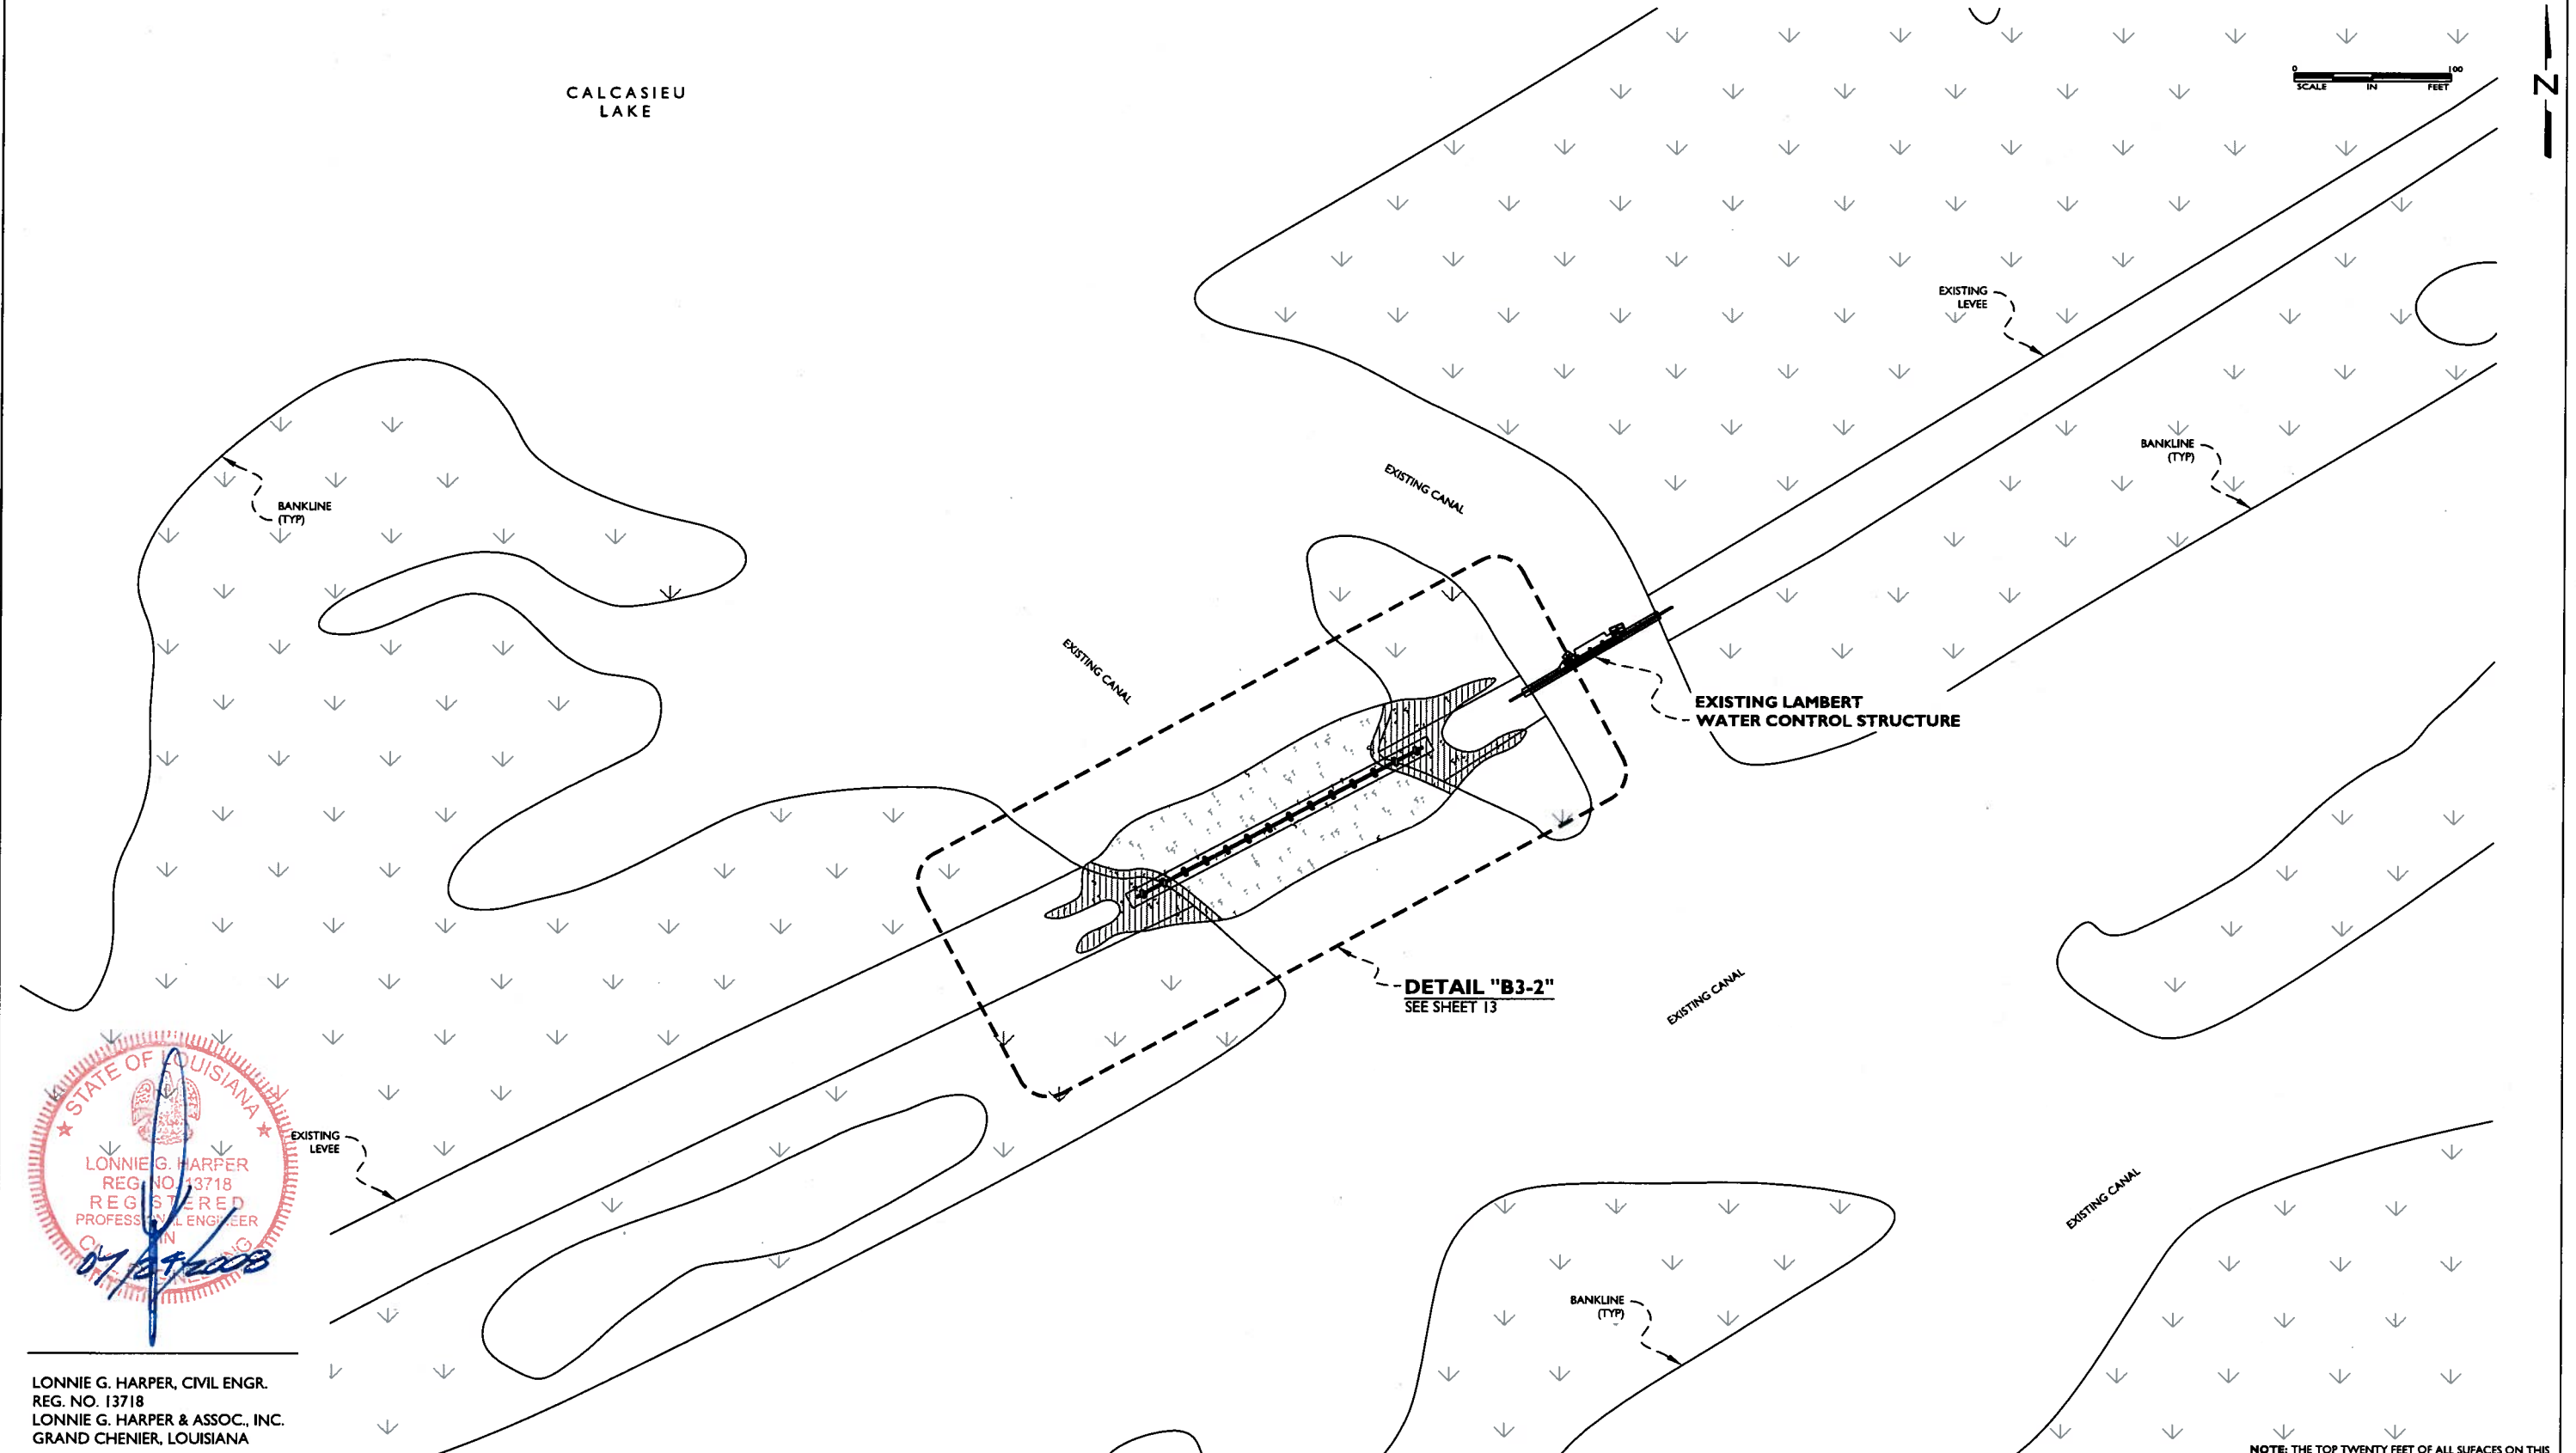 CALCASIEU
LAKE
0 100
SCALE IN FEET
N
EXISTING
LEVEE
BANKLINE
(TYP)
BANKLINE
(TYP)
EXISTING CANAL
EXISTING CANAL
EXISTING LAMBERT
WATER CONTROL STRUCTURE
DETAIL "B3-2"
SEE SHEET 13
EXISTING CANAL
EXISTING CANAL
EXISTING
LEVEE
BANKLINE
(TYP)
STATE OF LOUISIANA
LONNIE G. HARPER
REG. NO. 13718
REGISTERED
PROFESSIONAL ENGINEER
IN
LONNIE G. HARPER, CIVIL ENGR.
REG. NO. 13718
LONNIE G. HARPER & ASSOC., INC.
GRAND CHENIER, LOUISIANA
NOTE: THE TOP TWENTY FEET OF ALL SUFACES ON THIS